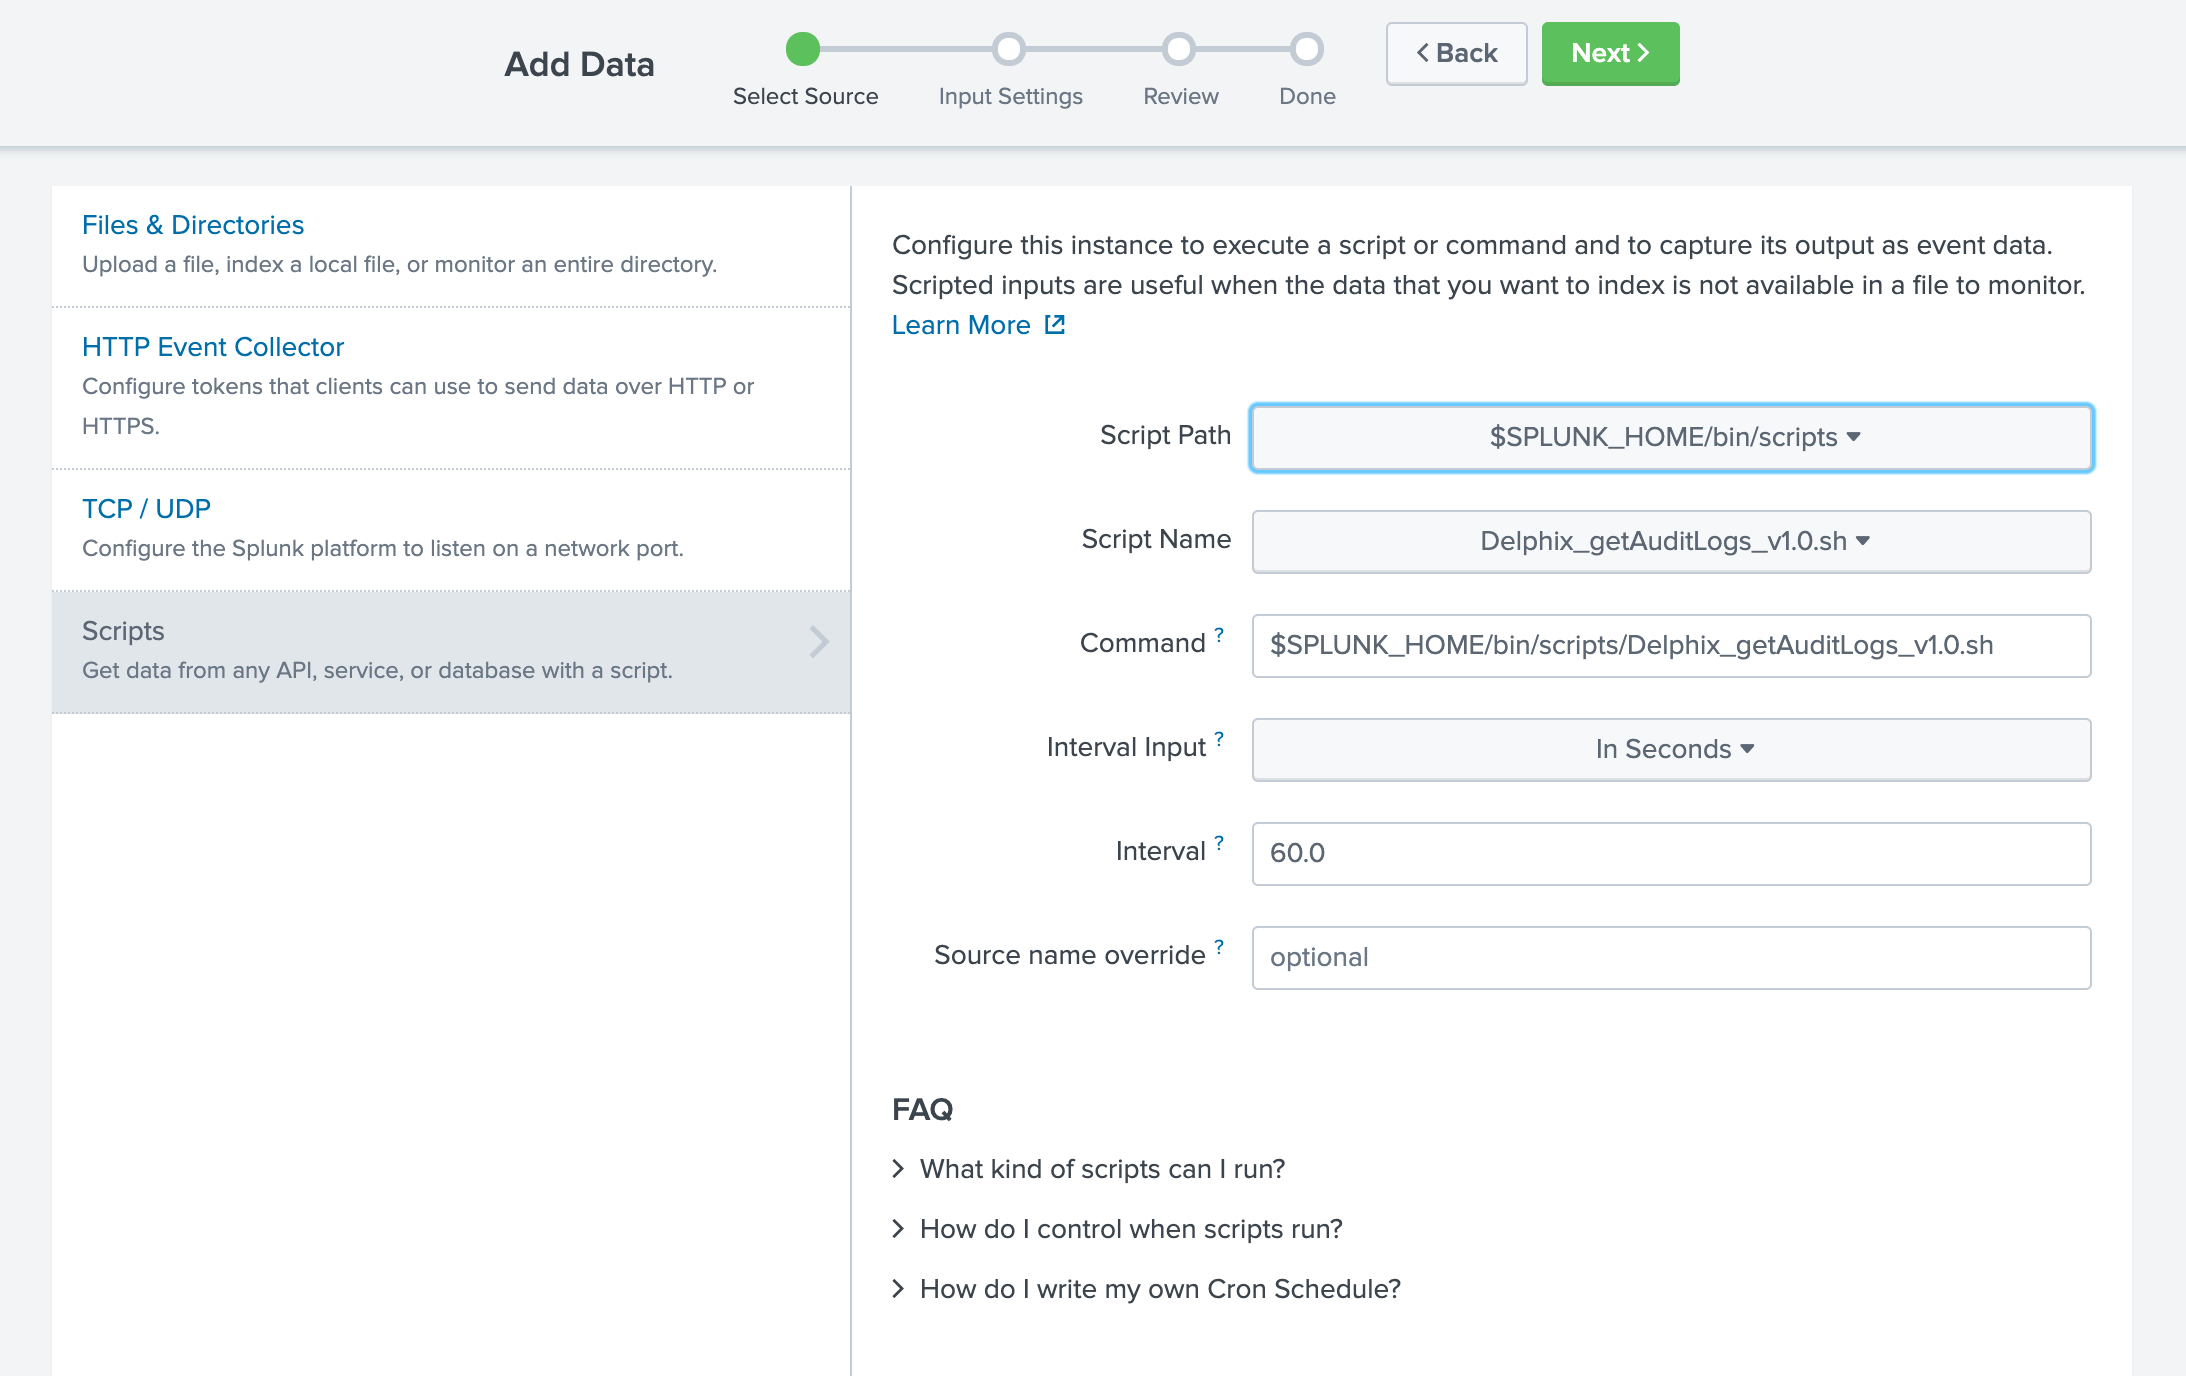 Add Data
Select Source
Input Settings
Review
Done
Back
Next
Files & Directories
Upload a file, index a local file, or monitor an entire directory.
HTTP Event Collector
Configure tokens that clients can use to send data over HTTP or
HTTPS.
TCP / UDP
Configure the Splunk platform to listen on a network port.
Scripts
Get data from any API, service, or database with a script.
Configure this instance to execute a script or command and to capture its output as event data.
Scripted inputs are useful when the data that you want to index is not available in a file to monitor.
Learn More
Script Path $SPLUNK_HOME/bin/scripts
Script Name Delphix_getAuditLogs_v1.0.sh
Command ? $SPLUNK_HOME/bin/scripts/Delphix_getAuditLogs_v1.0.sh
Interval Input ? In Seconds
Interval ? 60.0
Source name override ? optional
FAQ
What kind of scripts can I run?
How do I control when scripts run?
How do I write my own Cron Schedule?